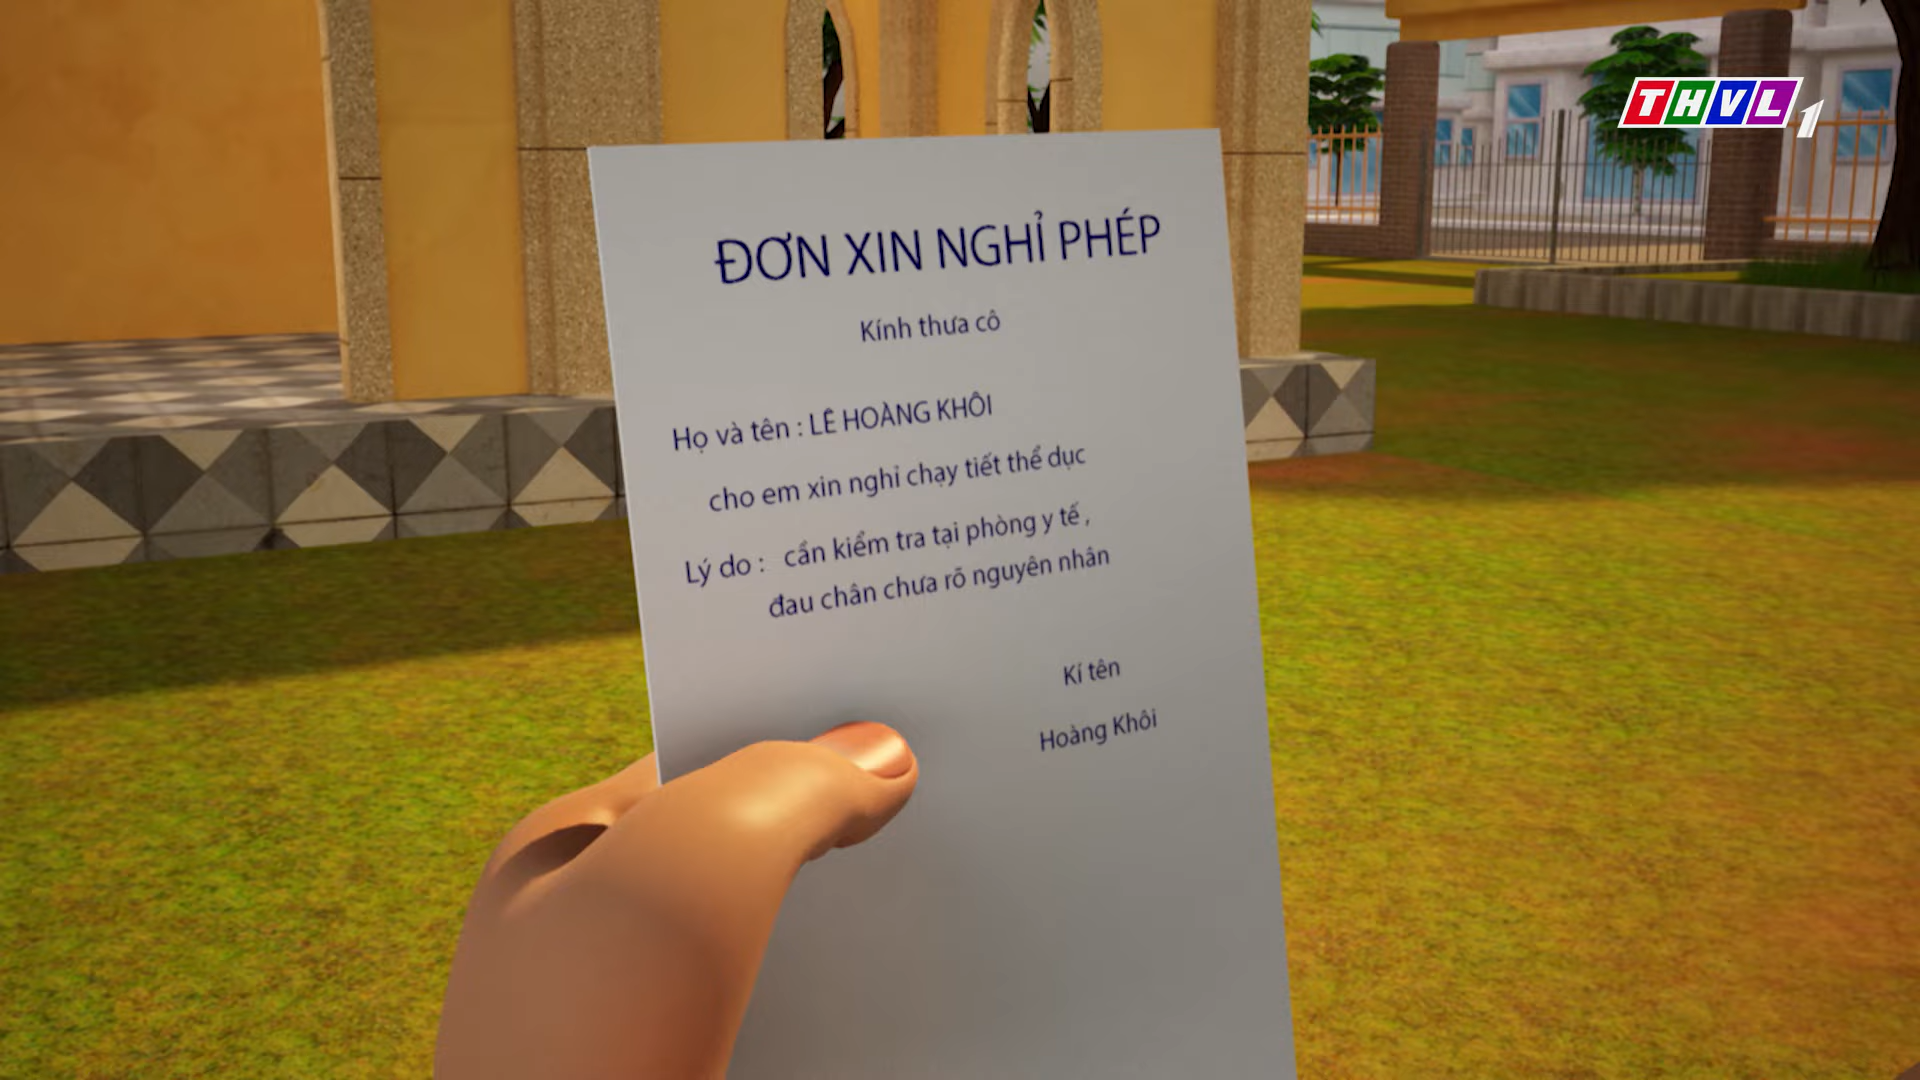 THVL1
ĐƠN XIN NGHỈ PHÉP
Kính thưa cô
Họ và tên : LÊ HOÀNG KHÔI
cho em xin nghỉ chạy tiết thể dục
Lý do : cần kiểm tra tại phòng y tế ,
đau chân chưa rõ nguyên nhân
Kí tên
Hoàng Khôi